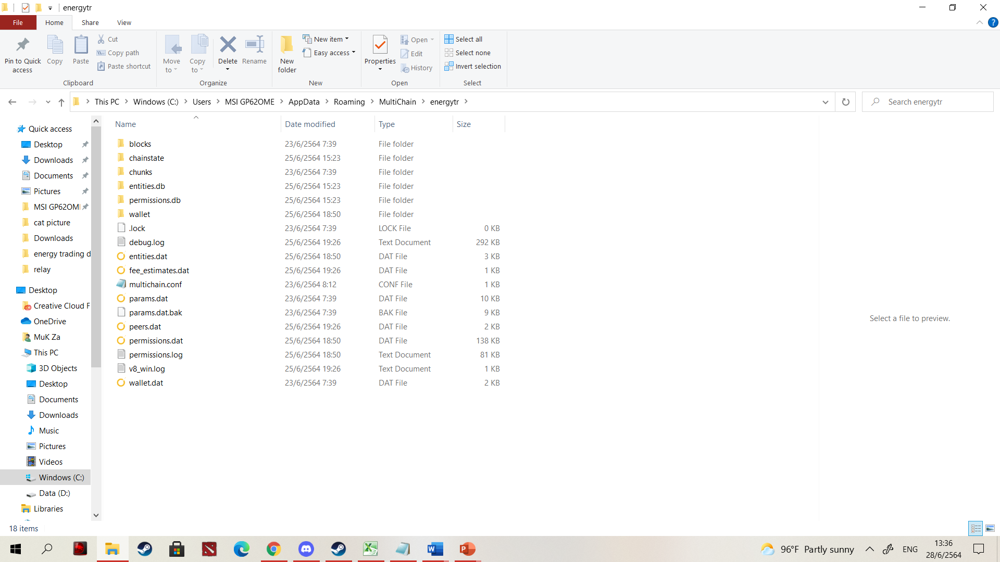 energytr
File Home Share View
Pin to Quick access
Copy
Paste
Cut
Copy path
Paste shortcut
Clipboard
Move to
Copy to
Delete
Rename
Organize
New folder
New item
Easy access
New
Properties
Open
Edit
History
Open
Select all
Select none
Invert selection
Select
This PC Windows (C:) Users MSI GP62OME AppData Roaming MultiChain energytr
Search energytr
Quick access
Desktop
Downloads
Documents
Pictures
MSI GP62OM
cat picture
Downloads
energy trading d
relay
Desktop
Creative Cloud F
OneDrive
MuK Za
This PC
3D Objects
Desktop
Documents
Downloads
Music
Pictures
Videos
Windows (C:)
Data (D:)
Libraries
Name Date modified Type Size
blocks 23/6/2564 7:39 File folder
chainstate 25/6/2564 15:23 File folder
chunks 23/6/2564 7:39 File folder
entities.db 25/6/2564 15:23 File folder
permissions.db 25/6/2564 15:23 File folder
wallet 25/6/2564 18:50 File folder
.lock 23/6/2564 7:39 LOCK File 0 KB
debug.log 25/6/2564 19:26 Text Document 292 KB
entities.dat 25/6/2564 18:50 DAT File 3 KB
fee_estimates.dat 25/6/2564 19:26 DAT File 1 KB
multichain.conf 23/6/2564 8:12 CONF File 1 KB
params.dat 23/6/2564 7:39 DAT File 10 KB
params.dat.bak 23/6/2564 7:39 BAK File 9 KB
peers.dat 25/6/2564 19:26 DAT File 2 KB
permissions.dat 25/6/2564 18:50 DAT File 138 KB
permissions.log 25/6/2564 18:50 Text Document 81 KB
v8_win.log 25/6/2564 19:26 Text Document 1 KB
wallet.dat 23/6/2564 7:39 DAT File 2 KB
Select a file to preview.
18 items
96°F Partly sunny
ENG
13:36
28/6/2564